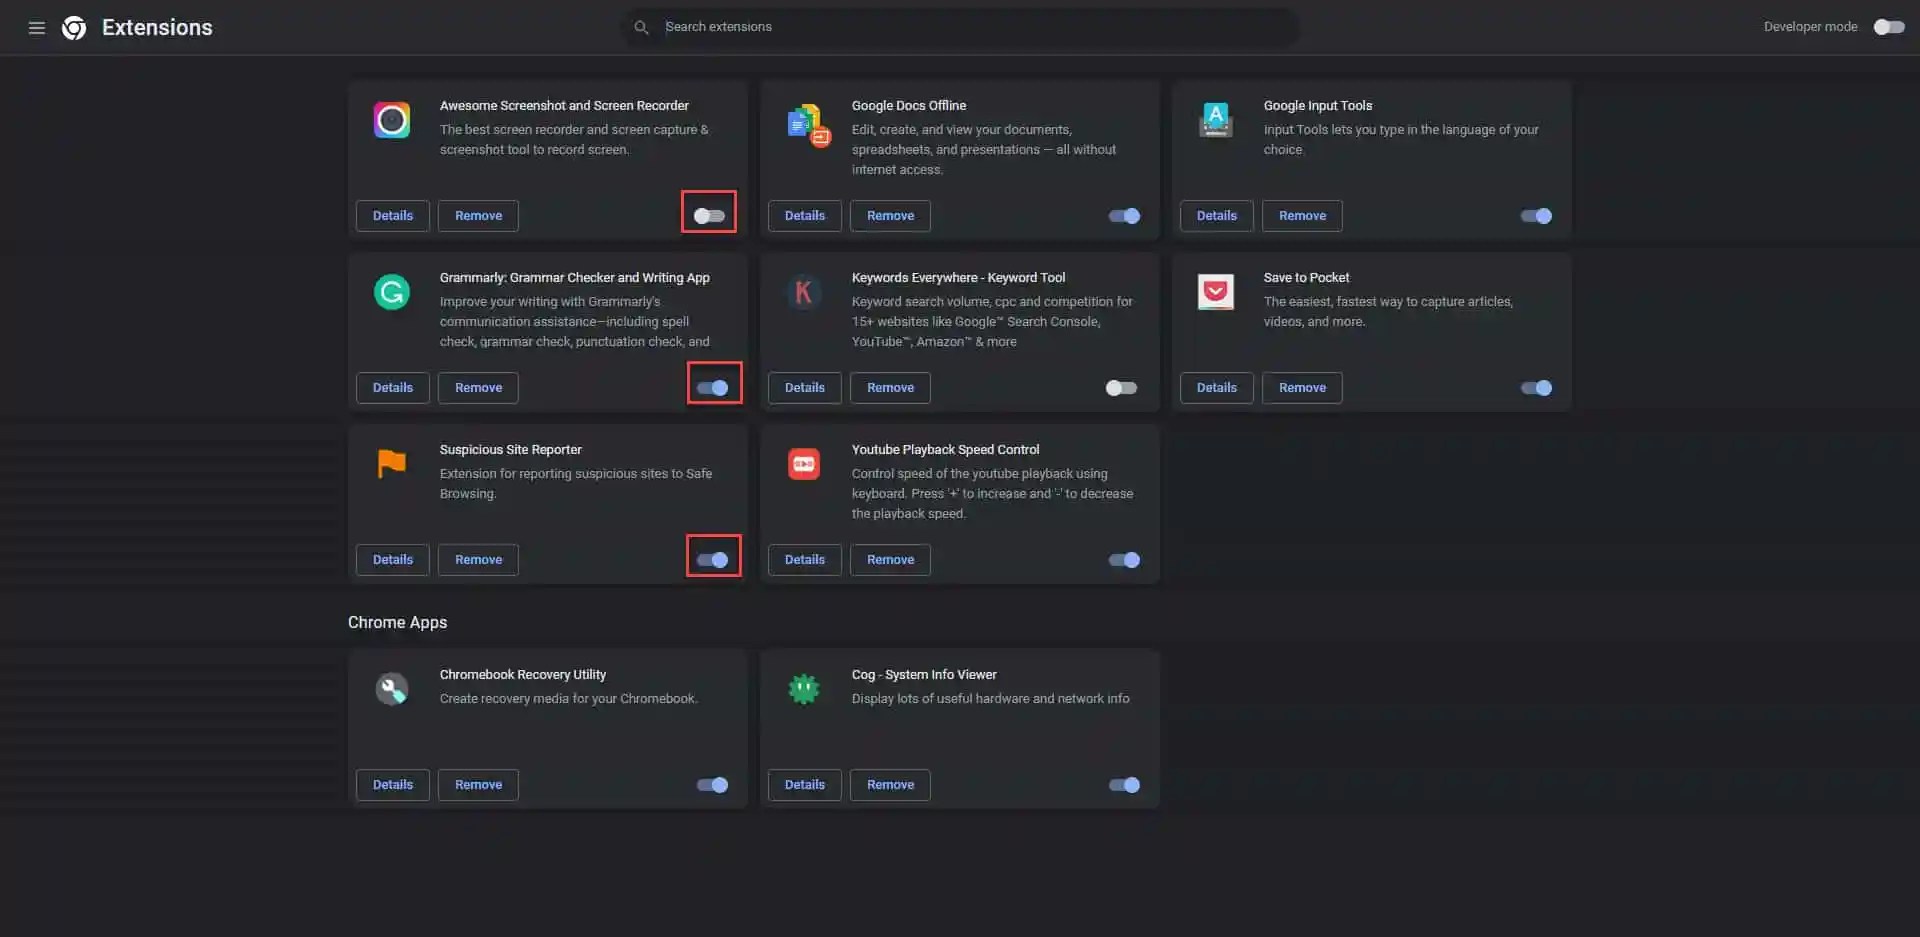 Extensions
Search extensions
Developer mode
Awesome Screenshot and Screen Recorder
The best screen recorder and screen capture &
screenshot tool to record screen.
Details
Remove
Google Docs Offline
Edit, create, and view your documents,
spreadsheets, and presentations — all without
internet access.
Details
Remove
A
Google Input Tools
Input Tools lets you type in the language of your
choice.
Details
Remove
G
Grammarly: Grammar Checker and Writing App
Improve your writing with Grammarly's
communication assistance—including spell
check, grammar check, punctuation check, and
Details
Remove
K
Keywords Everywhere - Keyword Tool
Keyword search volume, cpc and competition for
15+ websites like Google™ Search Console,
YouTube™, Amazon™ & more
Details
Remove
Save to Pocket
The easiest, fastest way to capture articles,
videos, and more.
Details
Remove
Suspicious Site Reporter
Extension for reporting suspicious sites to Safe
Browsing.
Details
Remove
Youtube Playback Speed Control
Control speed of the youtube playback using
keyboard. Press '+' to increase and '-' to decrease
the playback speed.
Details
Remove
Chrome Apps
Chromebook Recovery Utility
Create recovery media for your Chromebook.
Details
Remove
Cog - System Info Viewer
Display lots of useful hardware and network info
Details
Remove